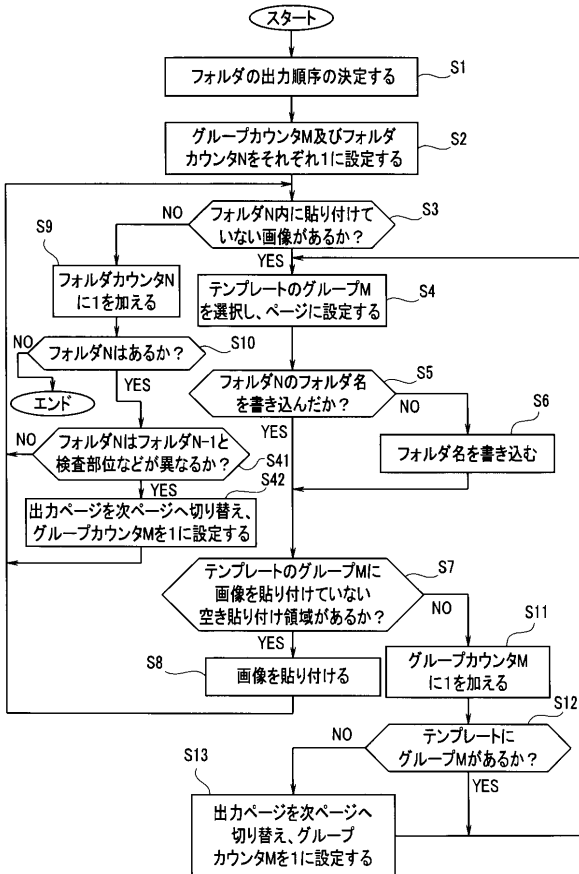 スタート
フォルダの出力順序の決定する
S1
グループカウンタM及びフォルダ
カウンタNをそれぞれ1に設定する
S2
フォルダN内に貼り付けて
いない画像があるか？
S3
NO
YES
S9
フォルダカウンタN
に1を加える
テンプレートのグループM
を選択し、ページに設定する
S4
フォルダNはあるか？
S10
NO
YES
エンド
フォルダNのフォルダ名
を書き込んだか？
S5
NO
YES
S6
フォルダ名を書き込む
フォルダNはフォルダN-1と
検査部位などが異なるか？
S41
NO
YES
S42
出力ページを次ページへ切り替え、
グループカウンタMを1に設定する
テンプレートのグループMに
画像を貼り付けていない
空き貼り付け領域があるか？
S7
NO
YES
S8
画像を貼り付ける
S11
グループカウンタM
に1を加える
S12
テンプレートに
グループMがあるか？
NO
YES
S13
出力ページを次ページへ
切り替え、グループ
カウンタMを1に設定する